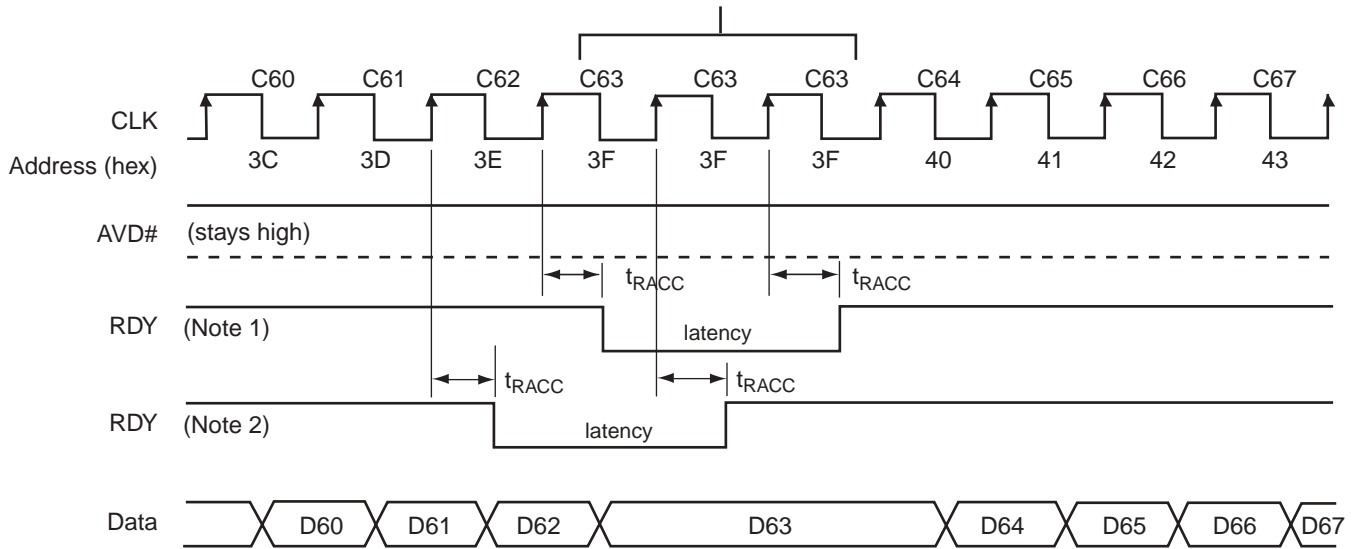 C60 C61 C62 C63 C63 C63 C64 C65 C66 C67
CLK
Address (hex) 3C 3D 3E 3F 3F 3F 40 41 42 43
AVD# (stays high)
tRACC tRACC
RDY (Note 1) latency
tRACC tRACC
RDY (Note 2) latency
Data D60 D61 D62 D63 D64 D65 D66 D67